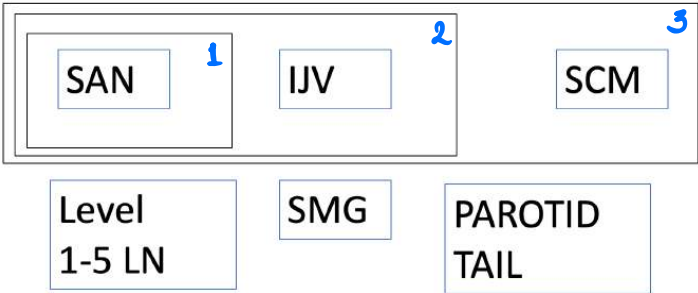 SAN 1 IJV 2 SCM 3
Level SMG PAROTID
1-5 LN TAIL